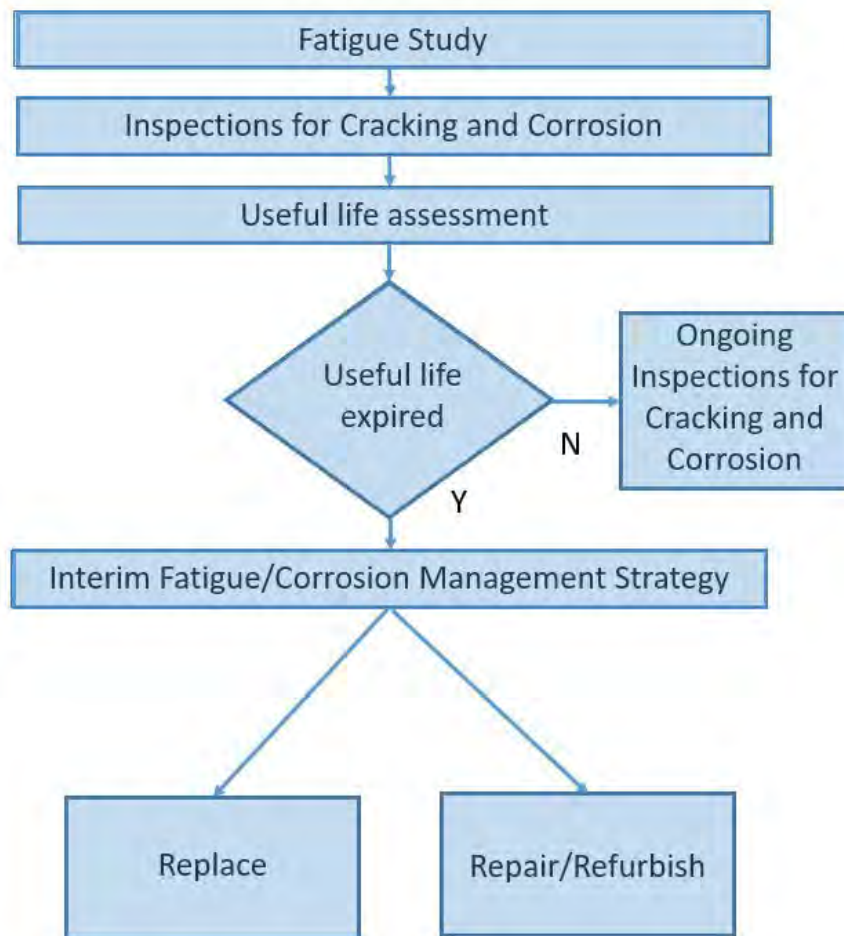 Fatigue Study
Inspections for Cracking and Corrosion
Useful life assessment
Useful life
expired
Ongoing
Inspections for
Cracking and
Corrosion
N
Y
Interim Fatigue/Corrosion Management Strategy
Replace
Repair/Refurbish